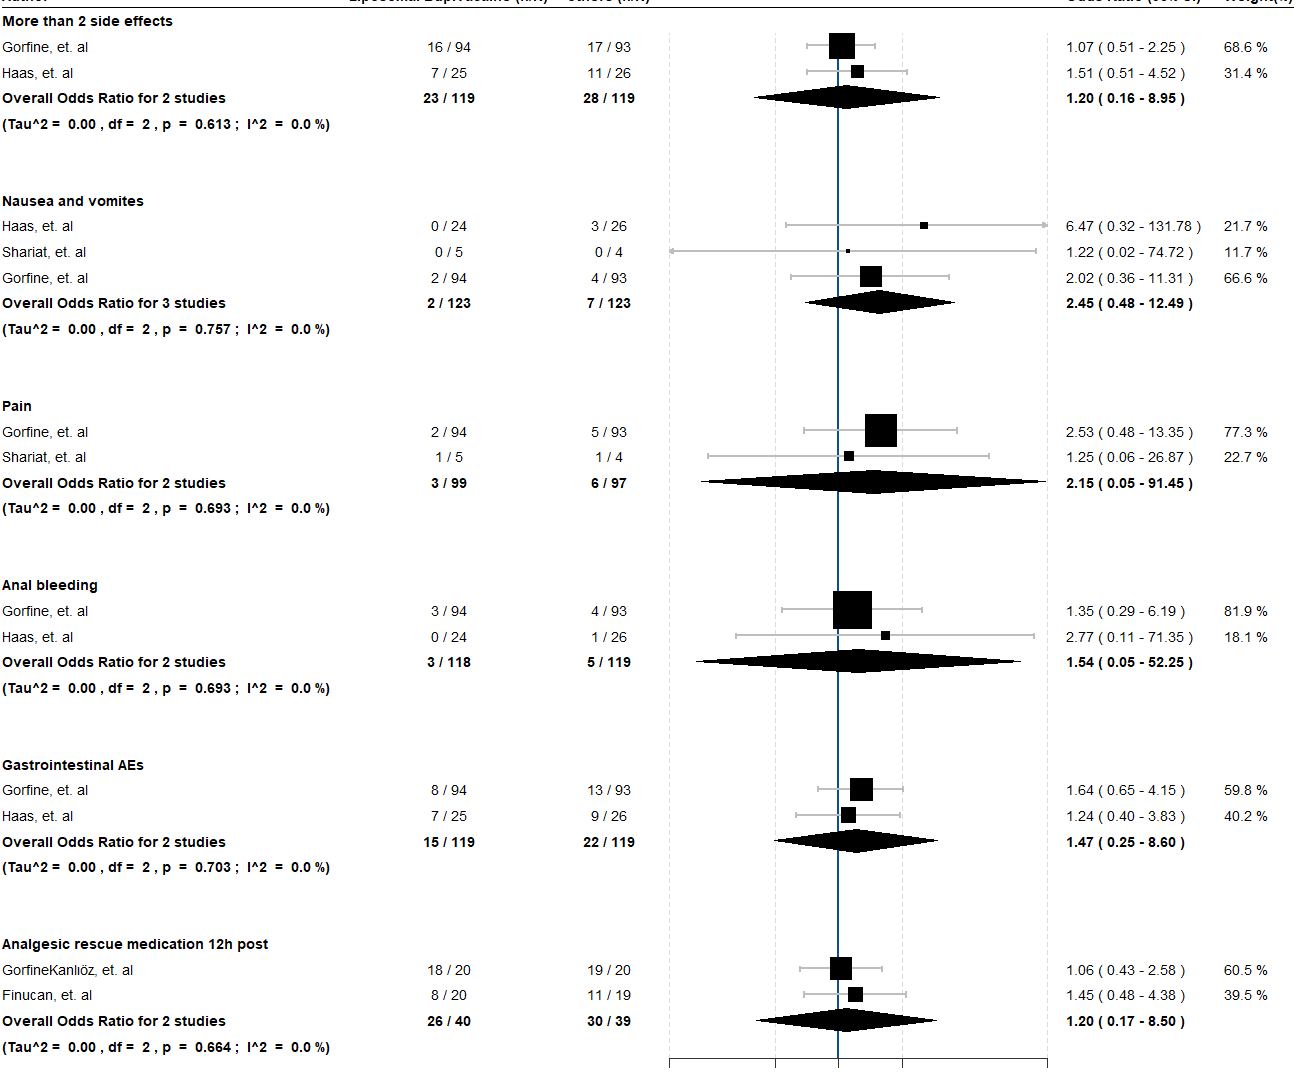 More than 2 side effects
Gorfine, et. al 16 / 94 17 / 93 1.07 ( 0.51 - 2.25 ) 68.6 %
Haas, et. al 7 / 25 11 / 26 1.51 ( 0.51 - 4.52 ) 31.4 %
Overall Odds Ratio for 2 studies 23 / 119 28 / 119 1.20 ( 0.16 - 8.95 )
(Tau^2 = 0.00 , df = 2 , p = 0.613 ; I^2 = 0.0 %)
Nausea and vomites
Haas, et. al 0 / 24 3 / 26 6.47 ( 0.32 - 131.78 ) 21.7 %
Shariat, et. al 0 / 5 0 / 4 1.22 ( 0.02 - 74.72 ) 11.7 %
Gorfine, et. al 2 / 94 4 / 93 2.02 ( 0.36 - 11.31 ) 66.6 %
Overall Odds Ratio for 3 studies 2 / 123 7 / 123 2.45 ( 0.48 - 12.49 )
(Tau^2 = 0.00 , df = 2 , p = 0.757 ; I^2 = 0.0 %)
Pain
Gorfine, et. al 2 / 94 5 / 93 2.53 ( 0.48 - 13.35 ) 77.3 %
Shariat, et. al 1 / 5 1 / 4 1.25 ( 0.06 - 26.87 ) 22.7 %
Overall Odds Ratio for 2 studies 3 / 99 6 / 97 2.15 ( 0.05 - 91.45 )
(Tau^2 = 0.00 , df = 2 , p = 0.693 ; I^2 = 0.0 %)
Anal bleeding
Gorfine, et. al 3 / 94 4 / 93 1.35 ( 0.29 - 6.19 ) 81.9 %
Haas, et. al 0 / 24 1 / 26 2.77 ( 0.11 - 71.35 ) 18.1 %
Overall Odds Ratio for 2 studies 3 / 118 5 / 119 1.54 ( 0.05 - 52.25 )
(Tau^2 = 0.00 , df = 2 , p = 0.693 ; I^2 = 0.0 %)
Gastrointestinal AEs
Gorfine, et. al 8 / 94 13 / 93 1.64 ( 0.65 - 4.15 ) 59.8 %
Haas, et. al 7 / 25 9 / 26 1.24 ( 0.40 - 3.83 ) 40.2 %
Overall Odds Ratio for 2 studies 15 / 119 22 / 119 1.47 ( 0.25 - 8.60 )
(Tau^2 = 0.00 , df = 2 , p = 0.703 ; I^2 = 0.0 %)
Analgesic rescue medication 12h post
GorfineKanlıöz, et. al 18 / 20 19 / 20 1.06 ( 0.43 - 2.58 ) 60.5 %
Finucan, et. al 8 / 20 11 / 19 1.45 ( 0.48 - 4.38 ) 39.5 %
Overall Odds Ratio for 2 studies 26 / 40 30 / 39 1.20 ( 0.17 - 8.50 )
(Tau^2 = 0.00 , df = 2 , p = 0.664 ; I^2 = 0.0 %)